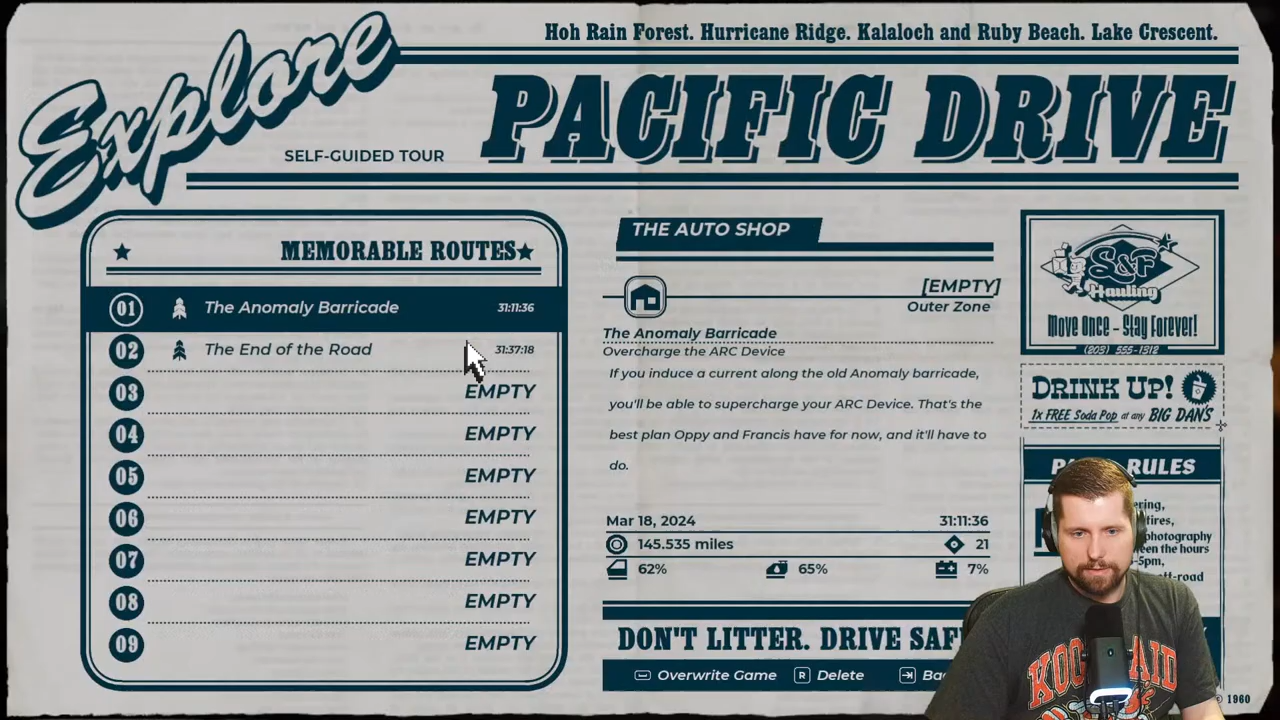 Hoh Rain Forest. Hurricane Ridge. Kalaloch and Ruby Beach. Lake Crescent.
Explore
PACIFIC DRIVE
SELF-GUIDED TOUR
MEMORABLE ROUTES
01 The Anomaly Barricade 31:11:36
02 The End of the Road 31:37:18
03 EMPTY
04 EMPTY
05 EMPTY
06 EMPTY
07 EMPTY
08 EMPTY
09 EMPTY
THE AUTO SHOP
[EMPTY]
Outer Zone
The Anomaly Barricade
Overcharge the ARC Device
If you induce a current along the old Anomaly barricade,
you'll be able to supercharge your ARC Device. That's the
best plan Oppy and Francis have for now, and it'll have to
do.
Mar 18, 2024 31:11:36
145.535 miles 21
62% 65% 7%
DON'T LITTER. DRIVE
Overwrite Game R Delete
S&F
Hauling
Move Once - Stay Forever!
(203) 555-1312
DRINK UP!
1x FREE Soda Pop at any BIG DAN'S
RULES
photography
the hours
-5pm,
1960